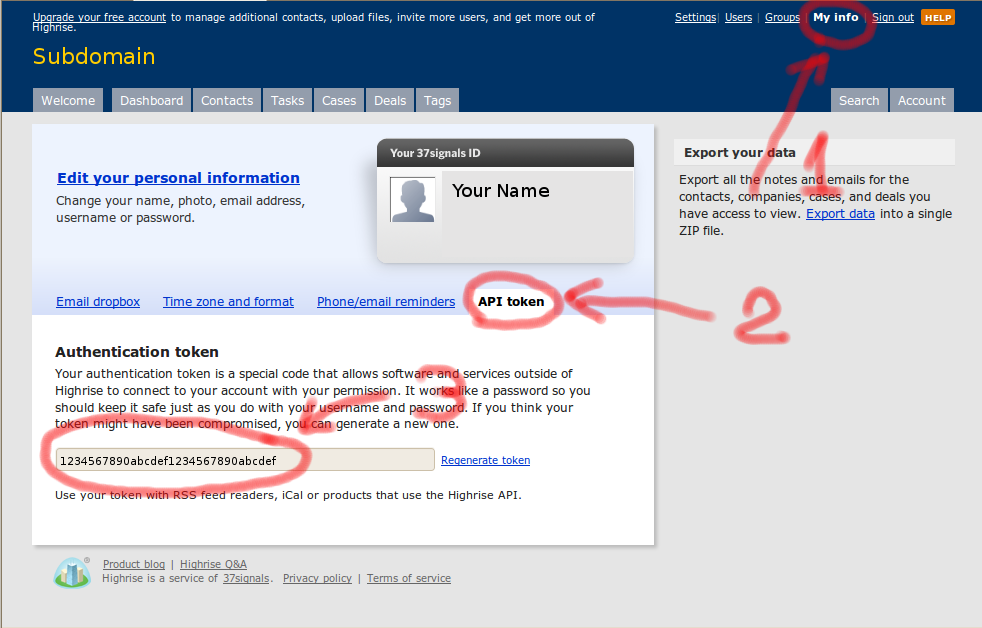 Upgrade your free account to manage additional contacts, upload files, invite more users, and get more out of
Highrise.
Settings | Users | Groups | My info | Sign out HELP
Subdomain
Welcome Dashboard Contacts Tasks Cases Deals Tags Search Account
Your 37signals ID
Your Name
Edit your personal information
Change your name, photo, email address,
username or password.
Export your data
Export all the notes and emails for the
contacts, companies, cases, and deals you
have access to view. Export data into a single
ZIP file.
1
Email dropbox Time zone and format Phone/email reminders API token
2
Authentication token
Your authentication token is a special code that allows software and services outside of
Highrise to connect to your account with your permission. It works like a password so you
should keep it safe just as you do with your username and password. If you think your
token might have been compromised, you can generate a new one.
3
1234567890abcdef1234567890abcdef Regenerate token
Use your token with RSS feed readers, iCal or products that use the Highrise API.
Product blog | Highrise Q&A
Highrise is a service of 37signals. Privacy policy | Terms of service